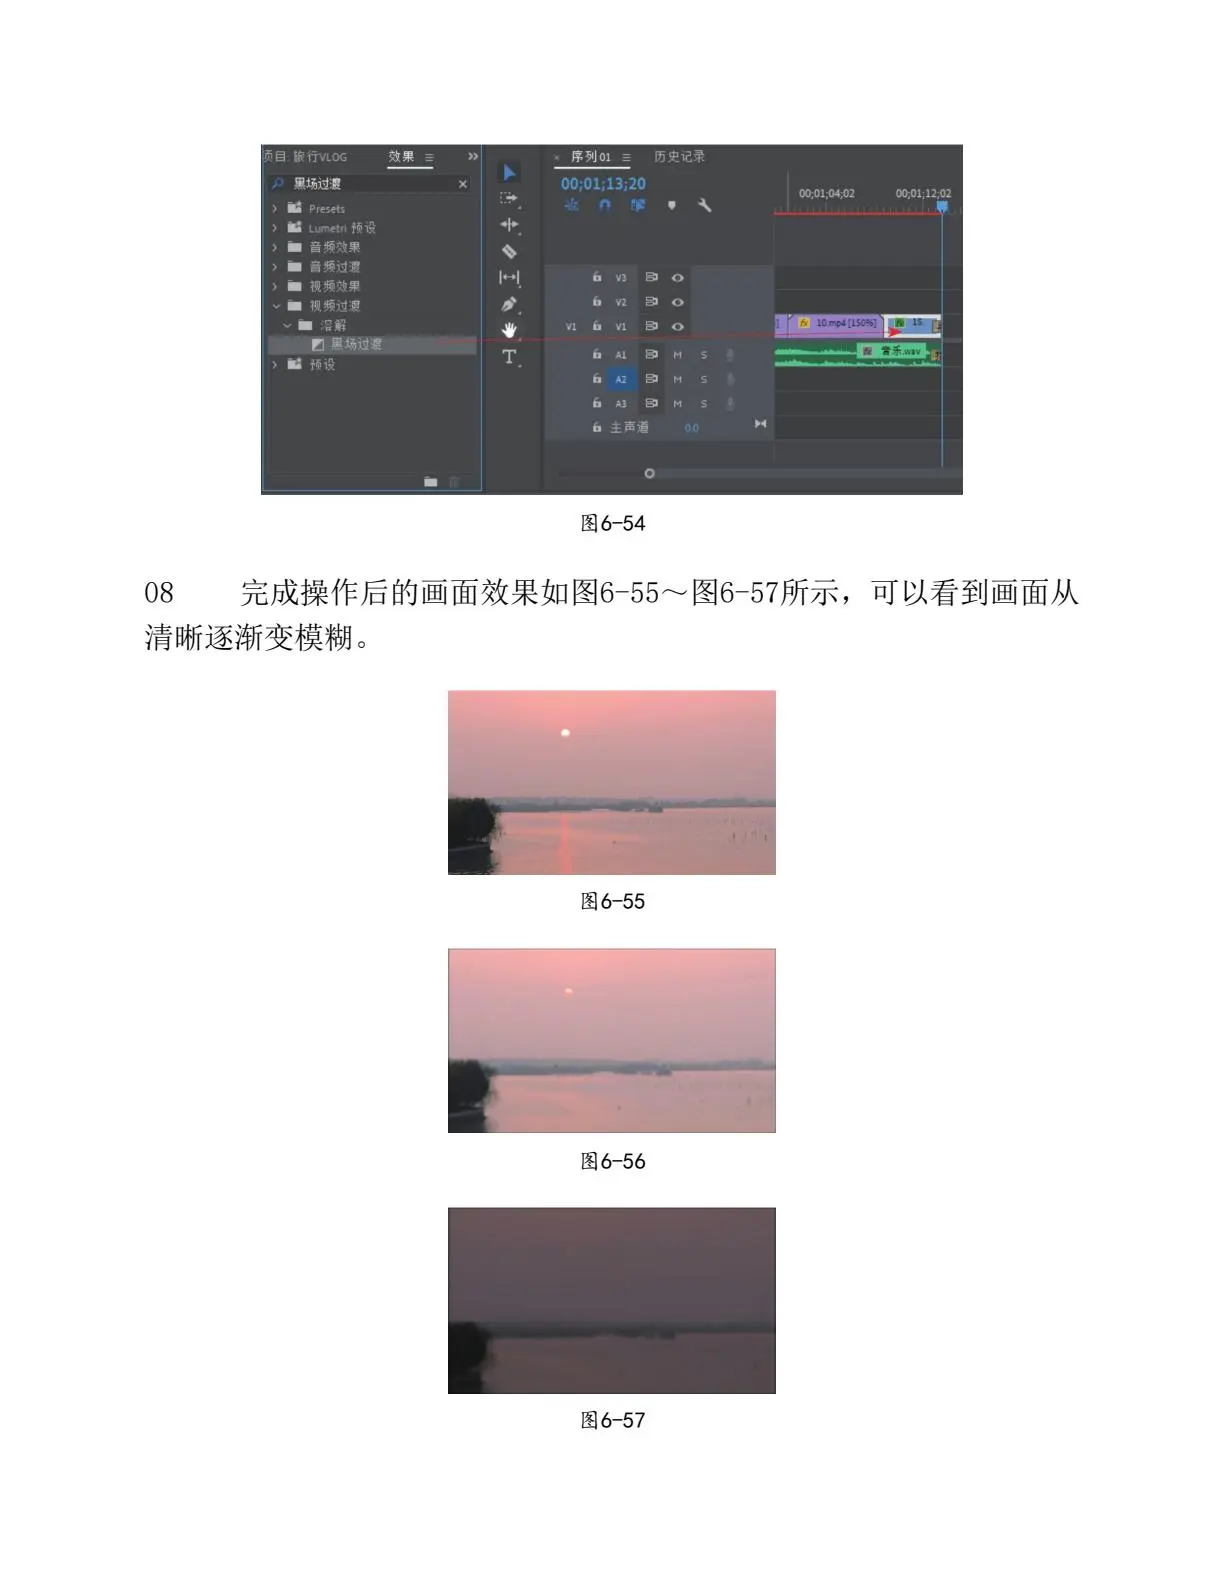 项目: 旅行VLOG 效果
黑场过渡
Presets
Lumetri 预设
音频效果
音频过渡
视频效果
视频过渡
溶解
黑场过渡
预设
序列01 历史记录
00;01;13;20
00;01;04;02 00;01;12;02
V3
V2
V1 V1
A1 M S
A2 M S
A3 M S
主声道 0.0
fx 10.mp4 [150%] fx 15.
音乐.wav
图6-54
08 完成操作后的画面效果如图6-55～图6-57所示，可以看到画面从
清晰逐渐变模糊。
图6-55
图6-56
图6-57